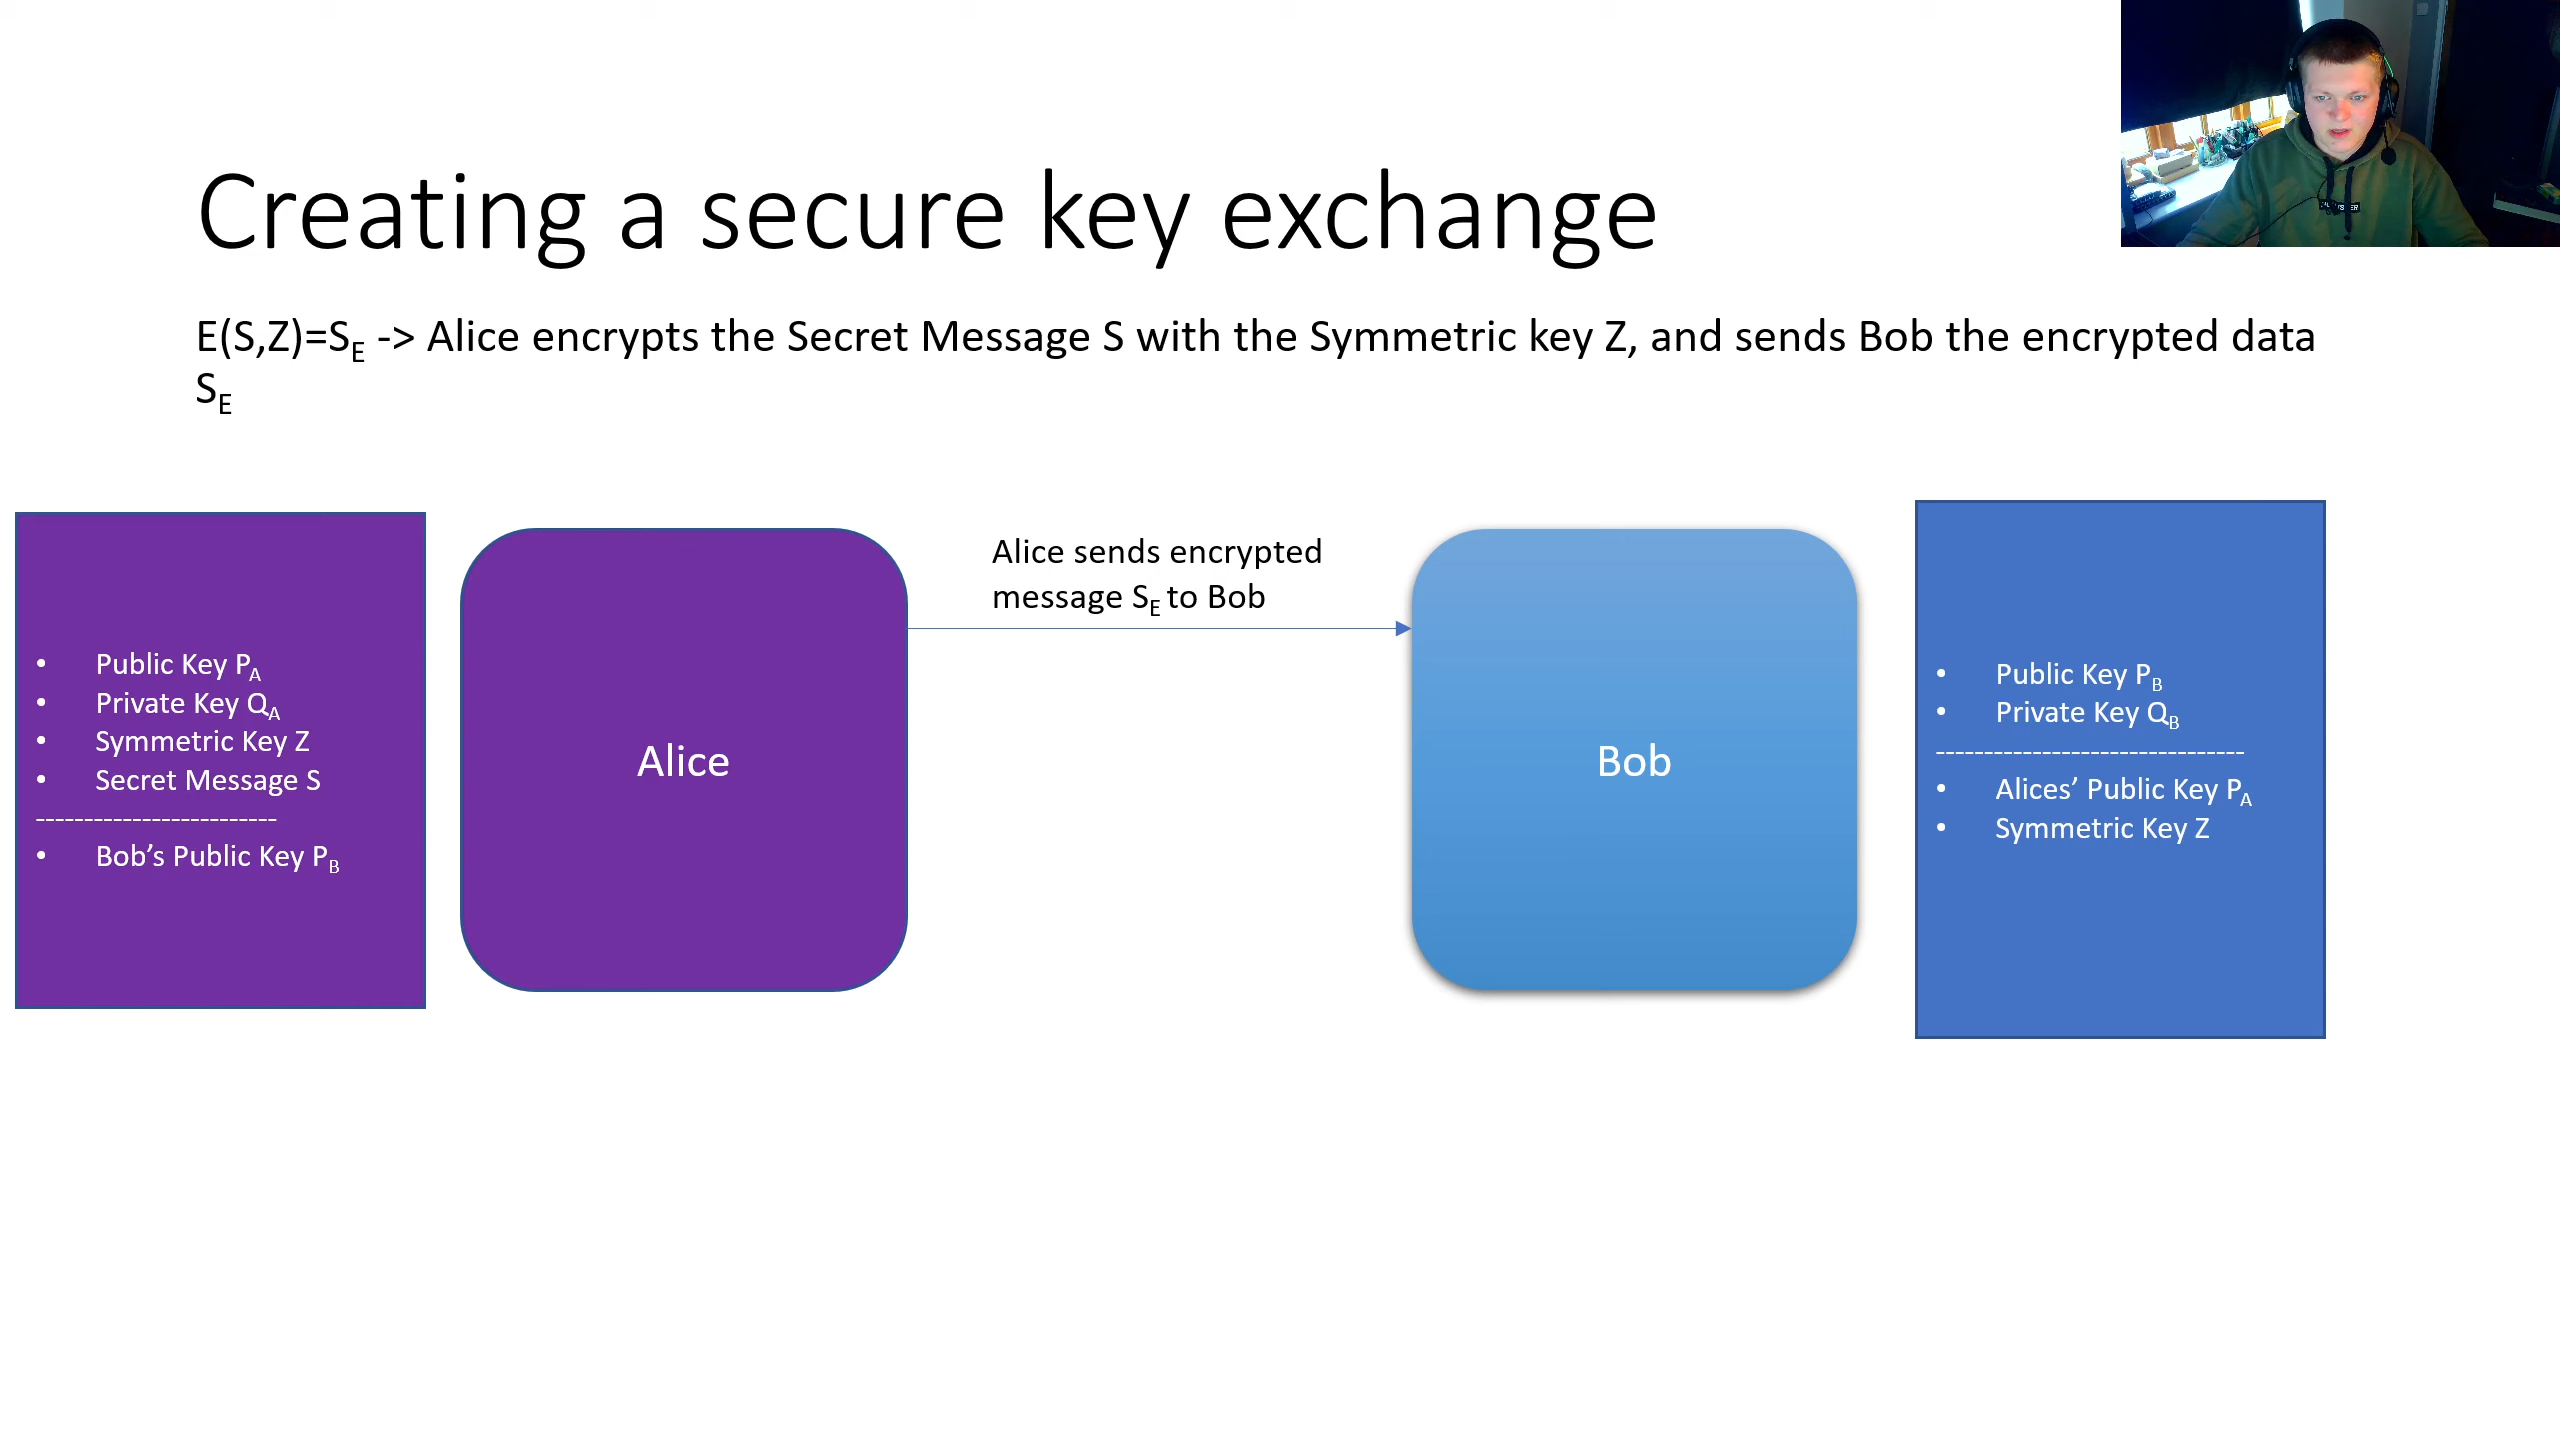 Creating a secure key exchange
E(S,Z)=SE -> Alice encrypts the Secret Message S with the Symmetric key Z, and sends Bob the encrypted data
SE
• Public Key PA
• Private Key QA
• Symmetric Key Z
• Secret Message S
-------------------------
• Bob’s Public Key PB
Alice
Alice sends encrypted
message SE to Bob
Bob
• Public Key PB
• Private Key QB
--------------------------------
• Alices’ Public Key PA
• Symmetric Key Z